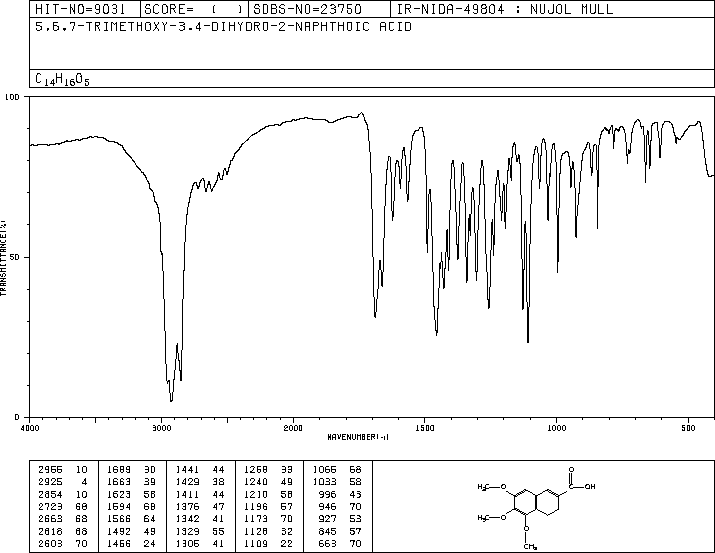 HIT-NO=9031 SCORE= ( ) SDBS-NO=23750 IR-NIDA-49804 : NUJOL MULL
5.6.7-TRIMETHOXY-3.4-DIHYDRO-2-NAPHTHOIC ACID
C14H16O5
100
50
0
TRANSMITTANCE(%)
4000 3000 2000 1500 1000 500
WAVENUMBER(-1)
2956 10 1689 30 1441 44 1258 33 1066 68
2925 4 1663 39 1429 38 1240 49 1033 58
2854 10 1623 58 1411 44 1210 58 996 43
2723 68 1594 68 1376 47 1196 57 946 70
2663 68 1566 64 1342 41 1173 70 927 53
2618 68 1492 49 1329 55 1128 32 845 57
2603 70 1456 24 1305 41 1109 22 663 70
O
H3C O OH
H3C O
O
CH3